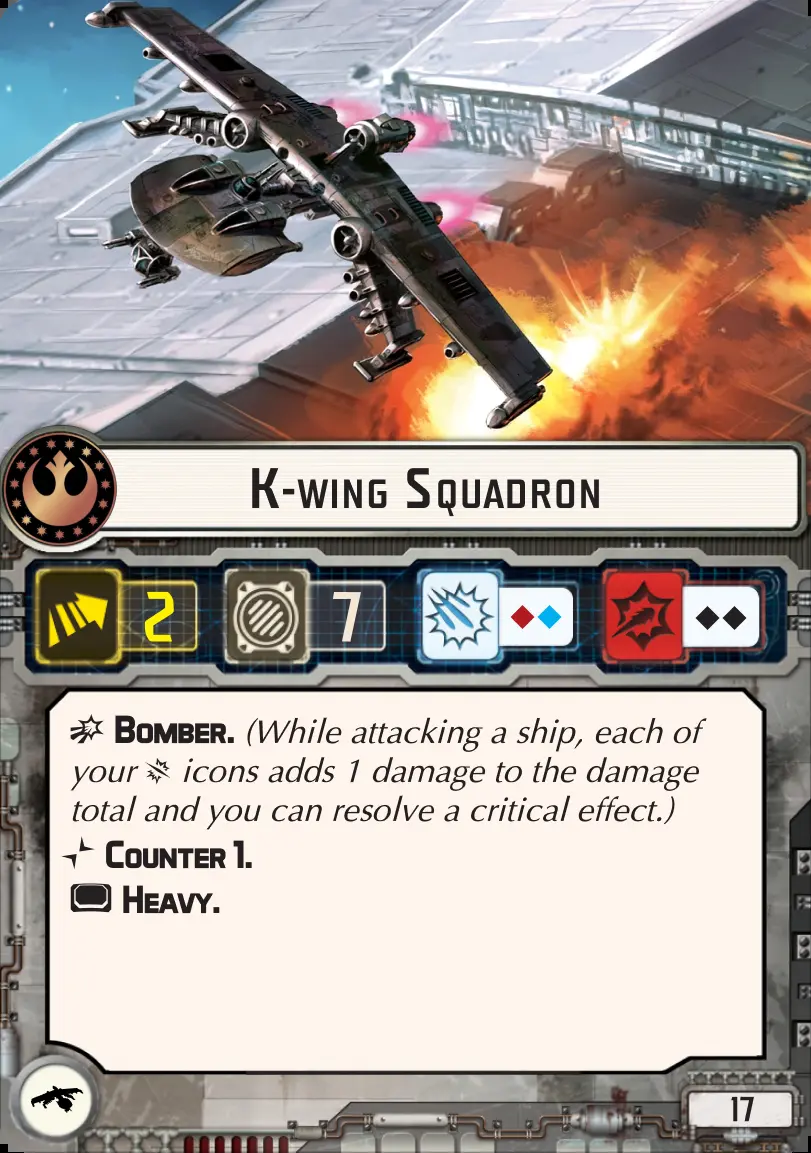 K-wing Squadron
2 7
Bomber. (While attacking a ship, each of
your icons adds 1 damage to the damage
total and you can resolve a critical effect.)
Counter 1.
Heavy.
17